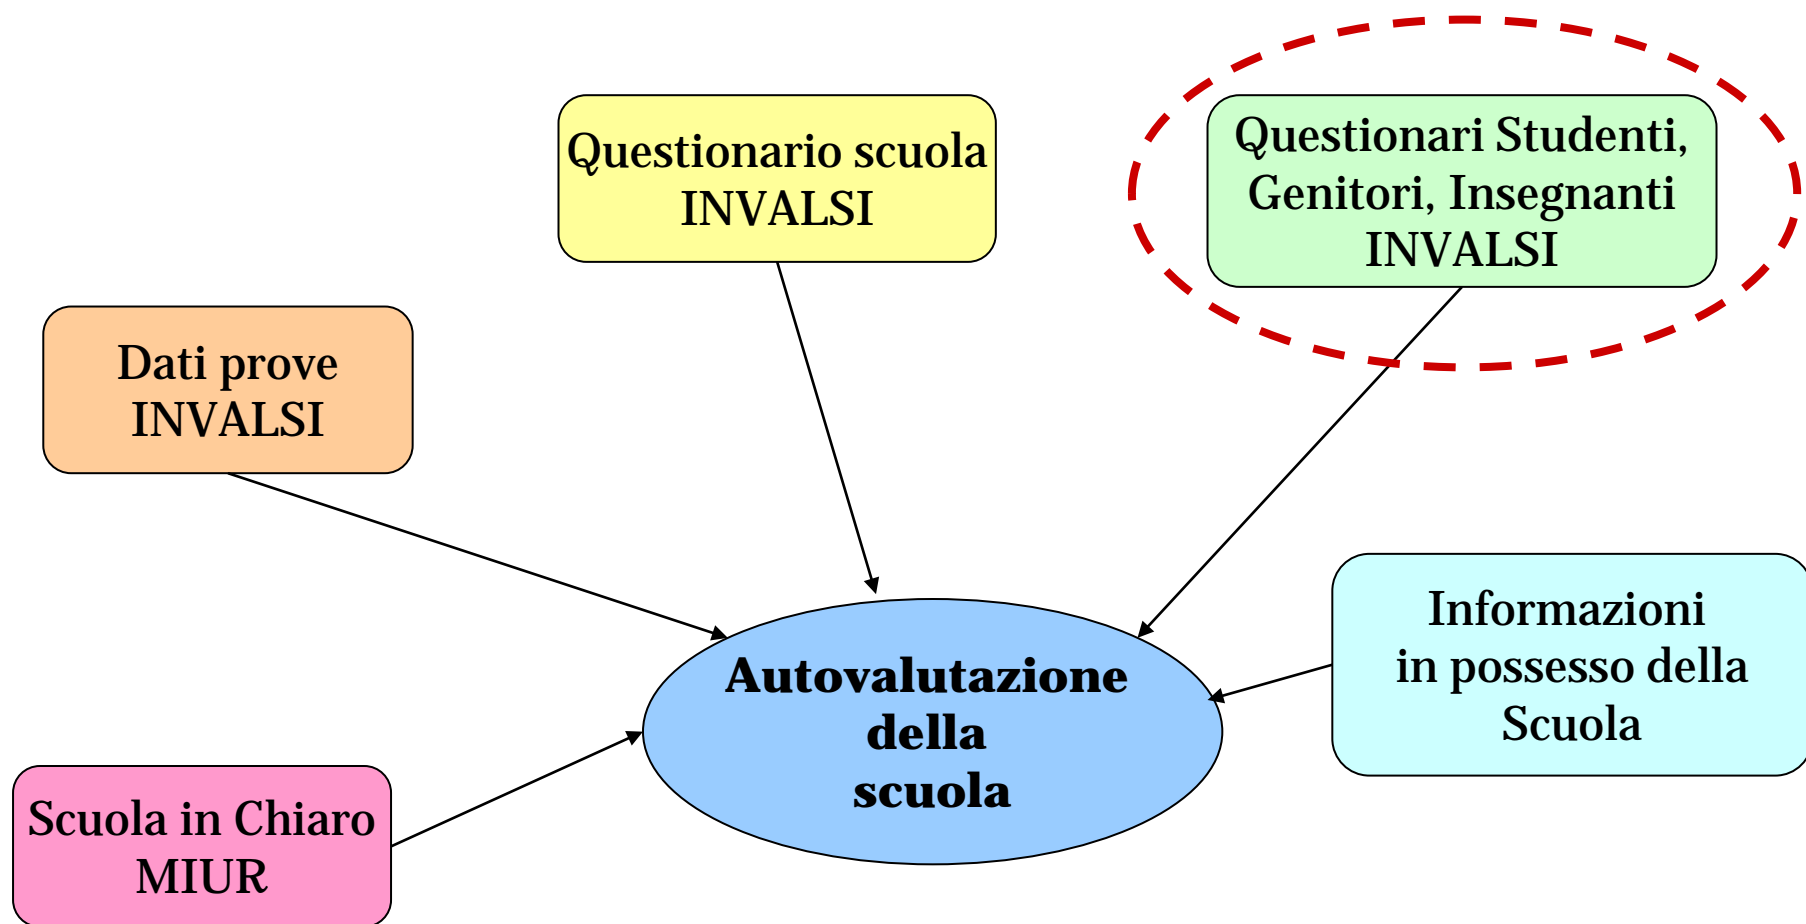 Questionario scuola
INVALSI
Questionari Studenti,
Genitori, Insegnanti
INVALSI
Dati prove
INVALSI
Informazioni
in possesso della
Scuola
Autovalutazione
della
scuola
Scuola in Chiaro
MIUR